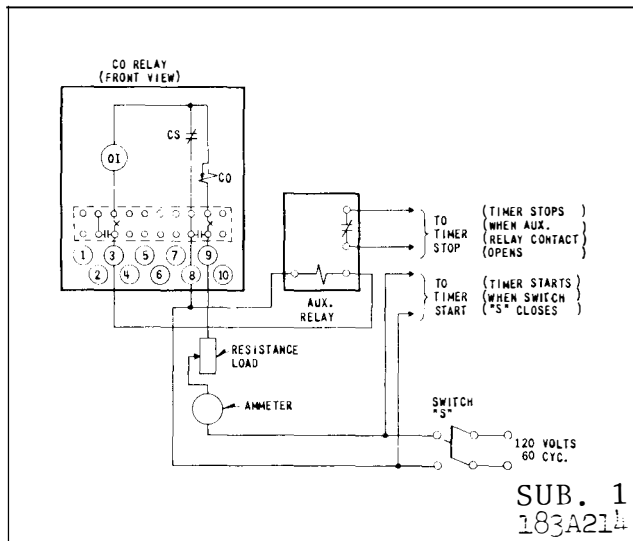 CO RELAY
(FRONT VIEW)
CS
OI
CO
1 3 5 7 9
2 4 6 8 10
AUX.
RELAY
TO
TIMER
STOP
(TIMER STOPS)
(WHEN AUX.)
(RELAY CONTACT)
(OPENS)
TO
TIMER
START
(TIMER STARTS)
(WHEN SWITCH)
("S" CLOSES)
RESISTANCE
LOAD
AMMETER
SWITCH
"S"
120 VOLTS
60 CYC.
SUB. 1
183A214